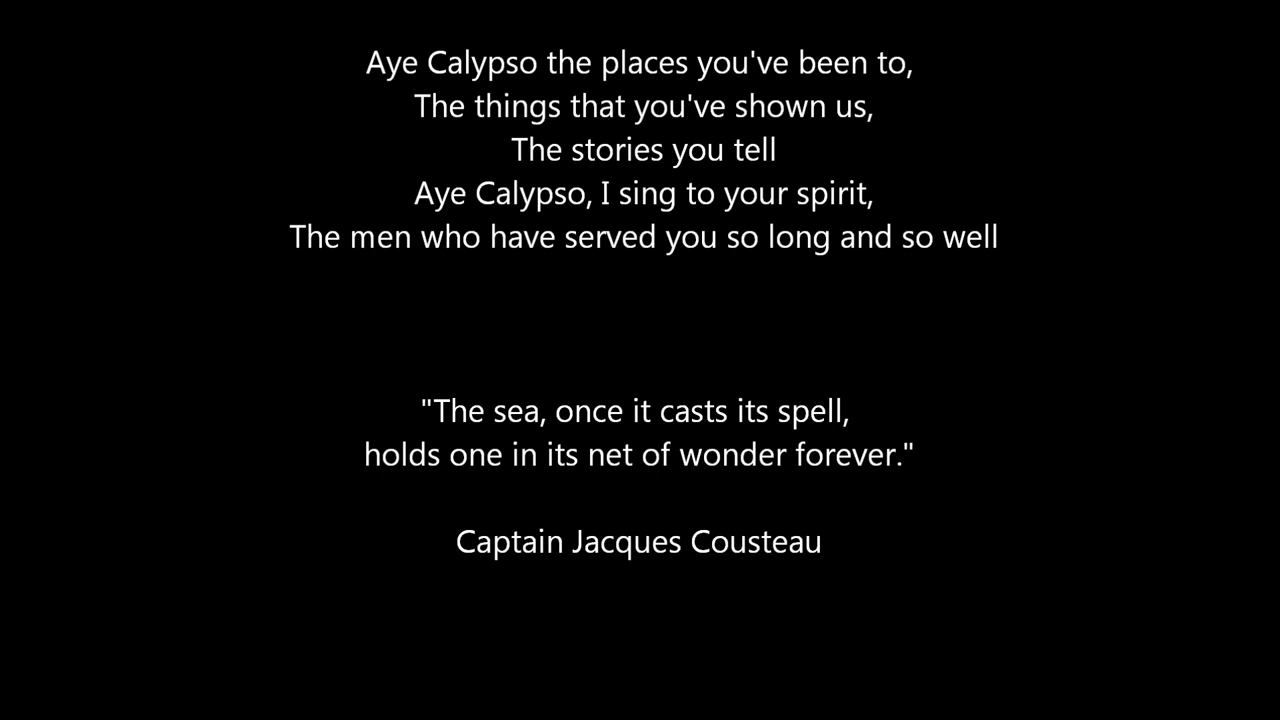 Aye Calypso the places you've been to,
The things that you've shown us,
The stories you tell
Aye Calypso, I sing to your spirit,
The men who have served you so long and so well
"The sea, once it casts its spell,
holds one in its net of wonder forever."
Captain Jacques Cousteau